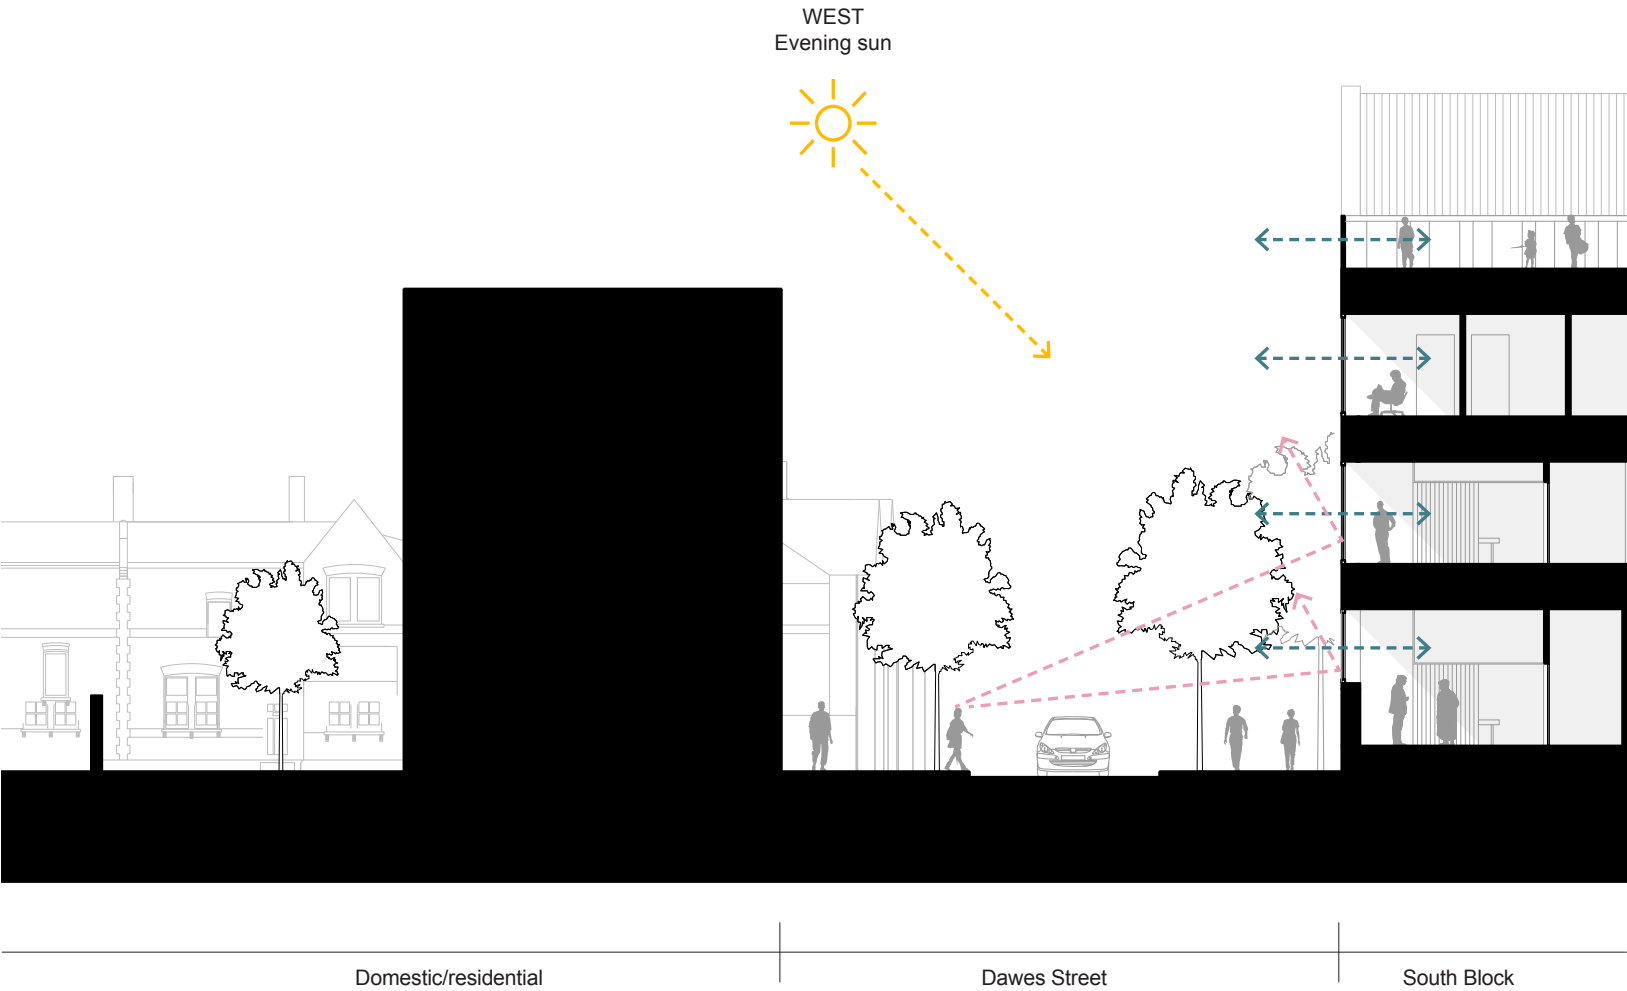 WEST
Evening sun
Domestic/residential
Dawes Street
South Block